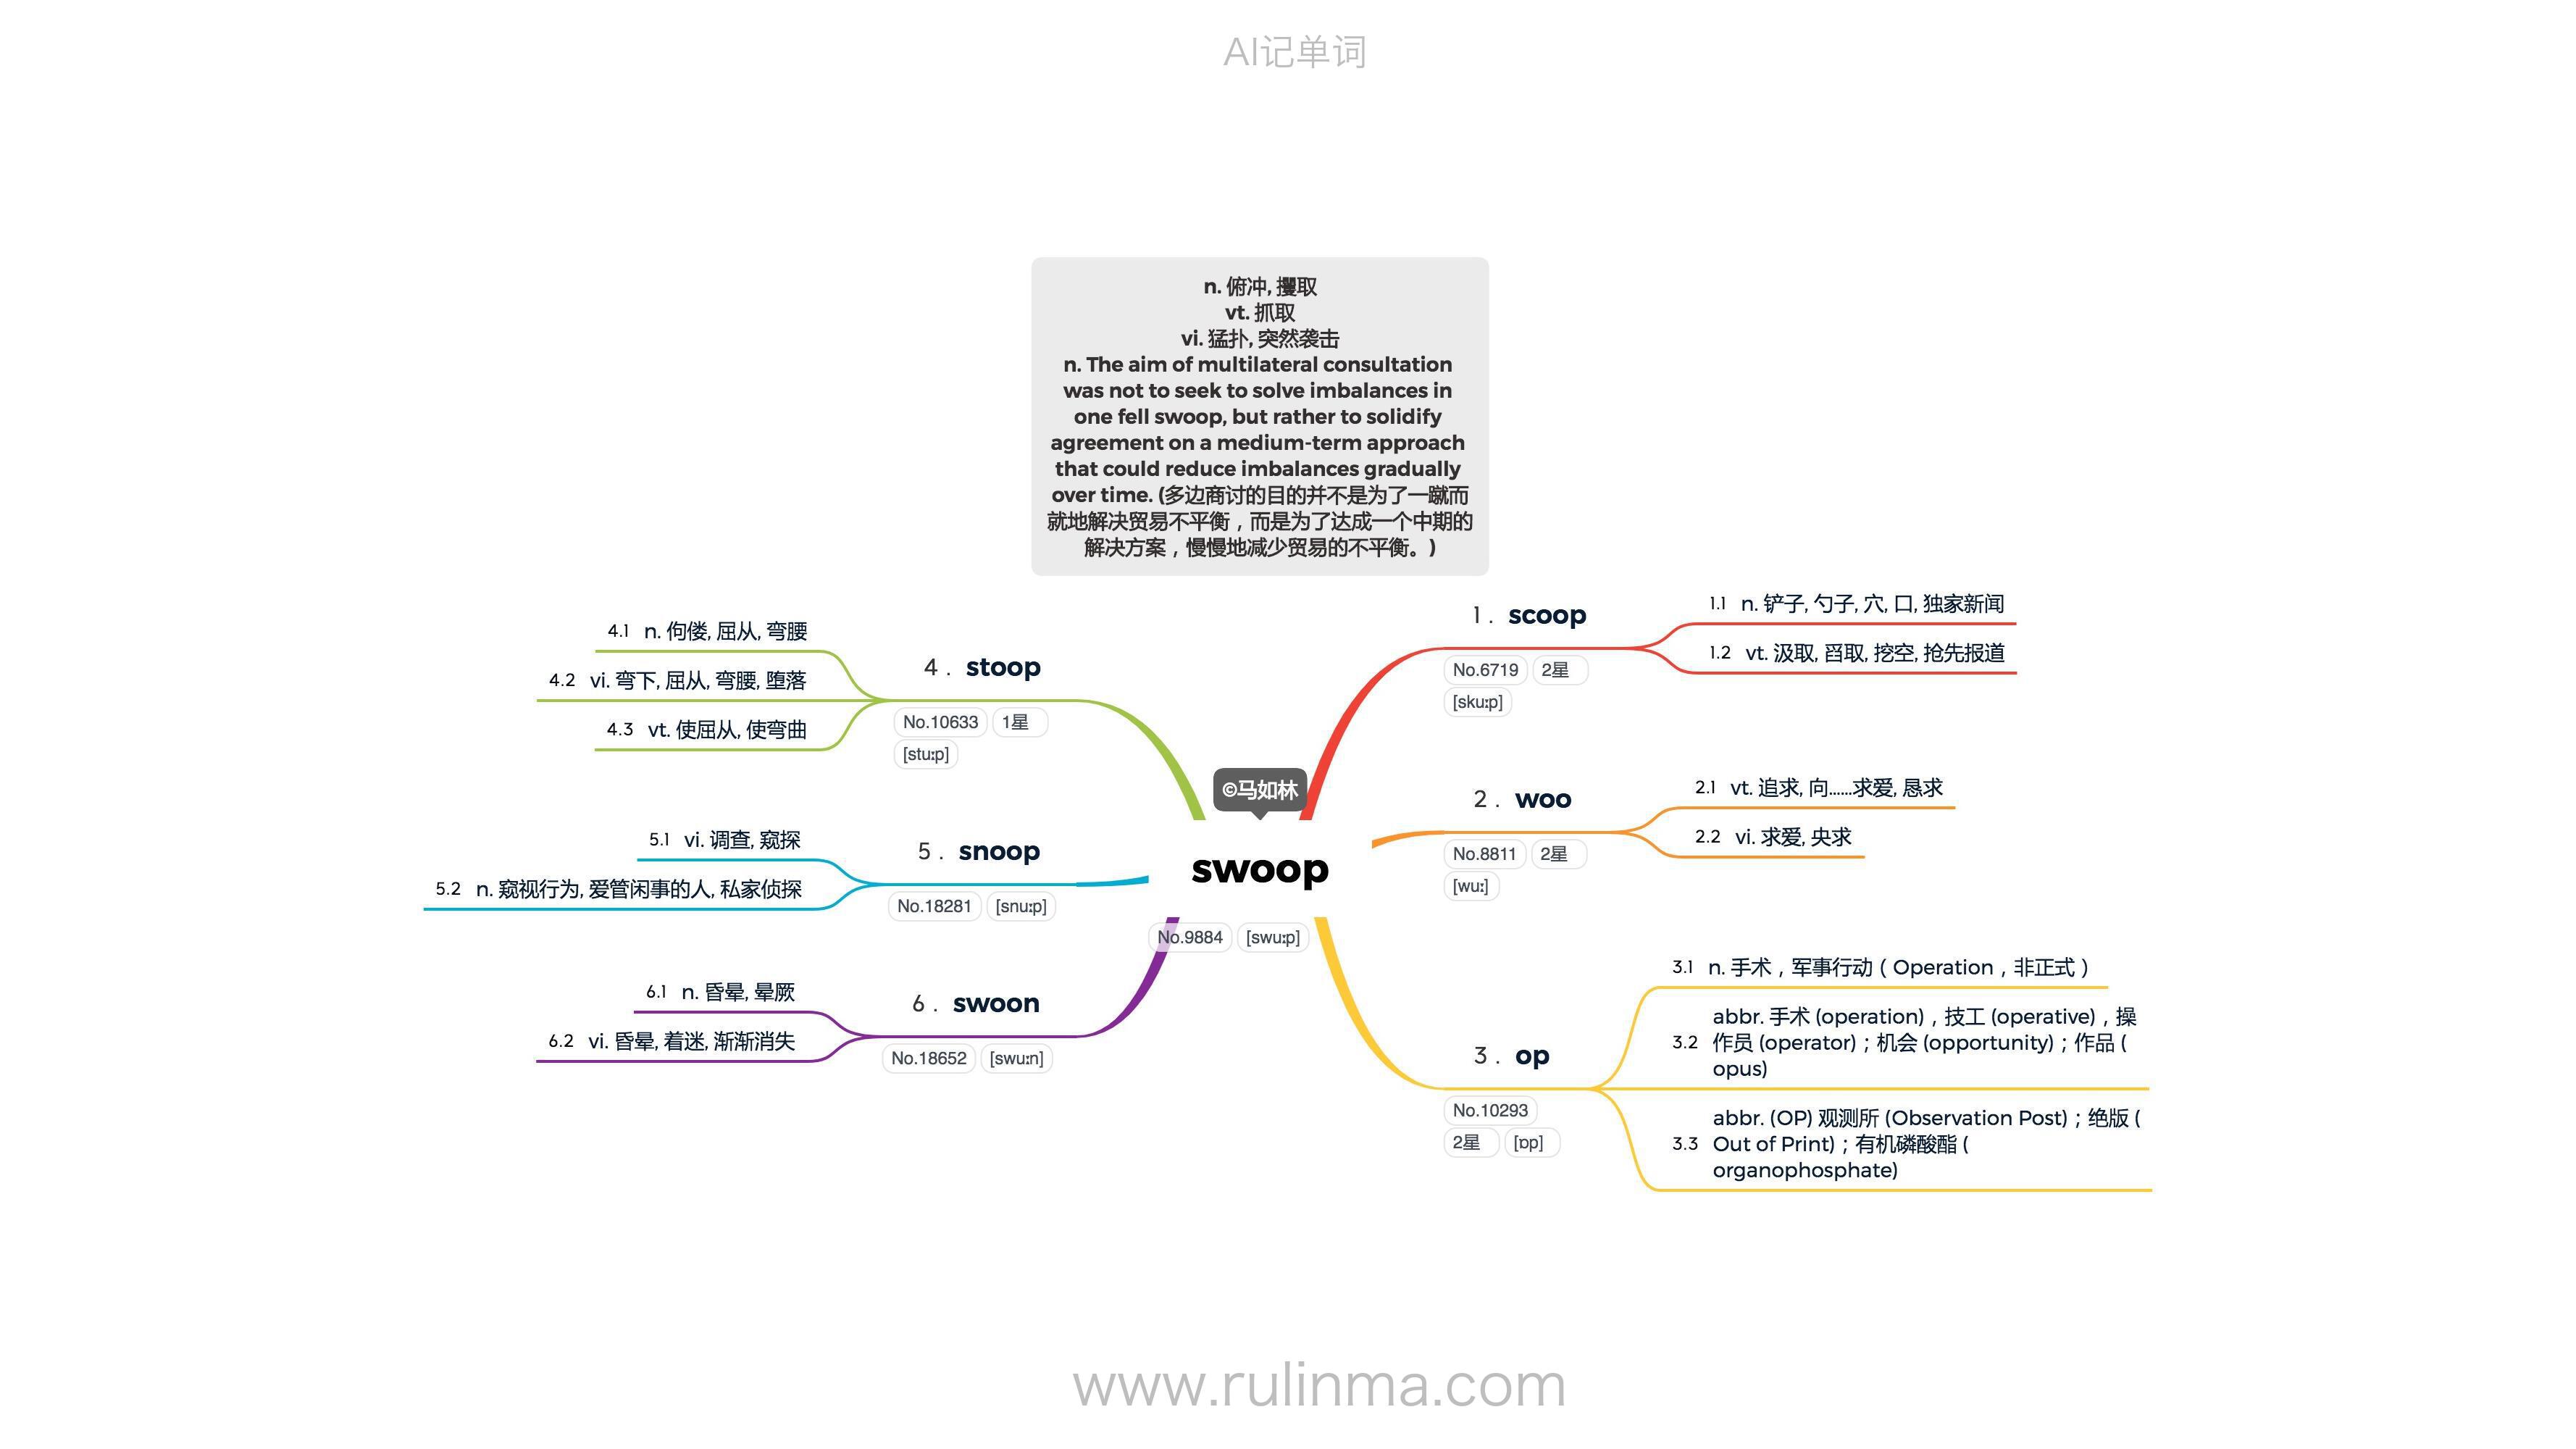 AI记单词
n. 俯冲, 攫取
vt. 抓取
vi. 猛扑, 突然袭击
n. The aim of multilateral consultation
was not to seek to solve imbalances in
one fell swoop, but rather to solidify
agreement on a medium-term approach
that could reduce imbalances gradually
over time. (多边商讨的目的并不是为了一蹴而
就地解决贸易不平衡，而是为了达成一个中期的
解决方案，慢慢地减少贸易的不平衡。)
©马如林
swoop
No.9884 [swuːp]
1. scoop
No.6719 2星
[skuːp]
1.1 n. 铲子, 勺子, 穴, 口, 独家新闻
1.2 vt. 汲取, 舀取, 挖空, 抢先报道
2. woo
No.8811 2星
[wuː]
2.1 vt. 追求, 向……求爱, 恳求
2.2 vi. 求爱, 央求
3. op
No.10293
2星 [ɒp]
3.1 n. 手术，军事行动（Operation，非正式）
3.2 abbr. 手术 (operation)，技工 (operative)，操
作员 (operator)；机会 (opportunity)；作品 (
opus)
3.3 abbr. (OP) 观测所 (Observation Post)；绝版 (
Out of Print)；有机磷酸酯 (
organophosphate)
4. stoop
No.10633 1星
[stuːp]
4.1 n. 佝偻, 屈从, 弯腰
4.2 vi. 弯下, 屈从, 弯腰, 堕落
4.3 vt. 使屈从, 使弯曲
5. snoop
No.18281 [snuːp]
5.1 vi. 调查, 窥探
5.2 n. 窥视行为, 爱管闲事的人, 私家侦探
6. swoon
No.18652 [swuːn]
6.1 n. 昏晕, 晕厥
6.2 vi. 昏晕, 着迷, 渐渐消失
www.rulinma.com